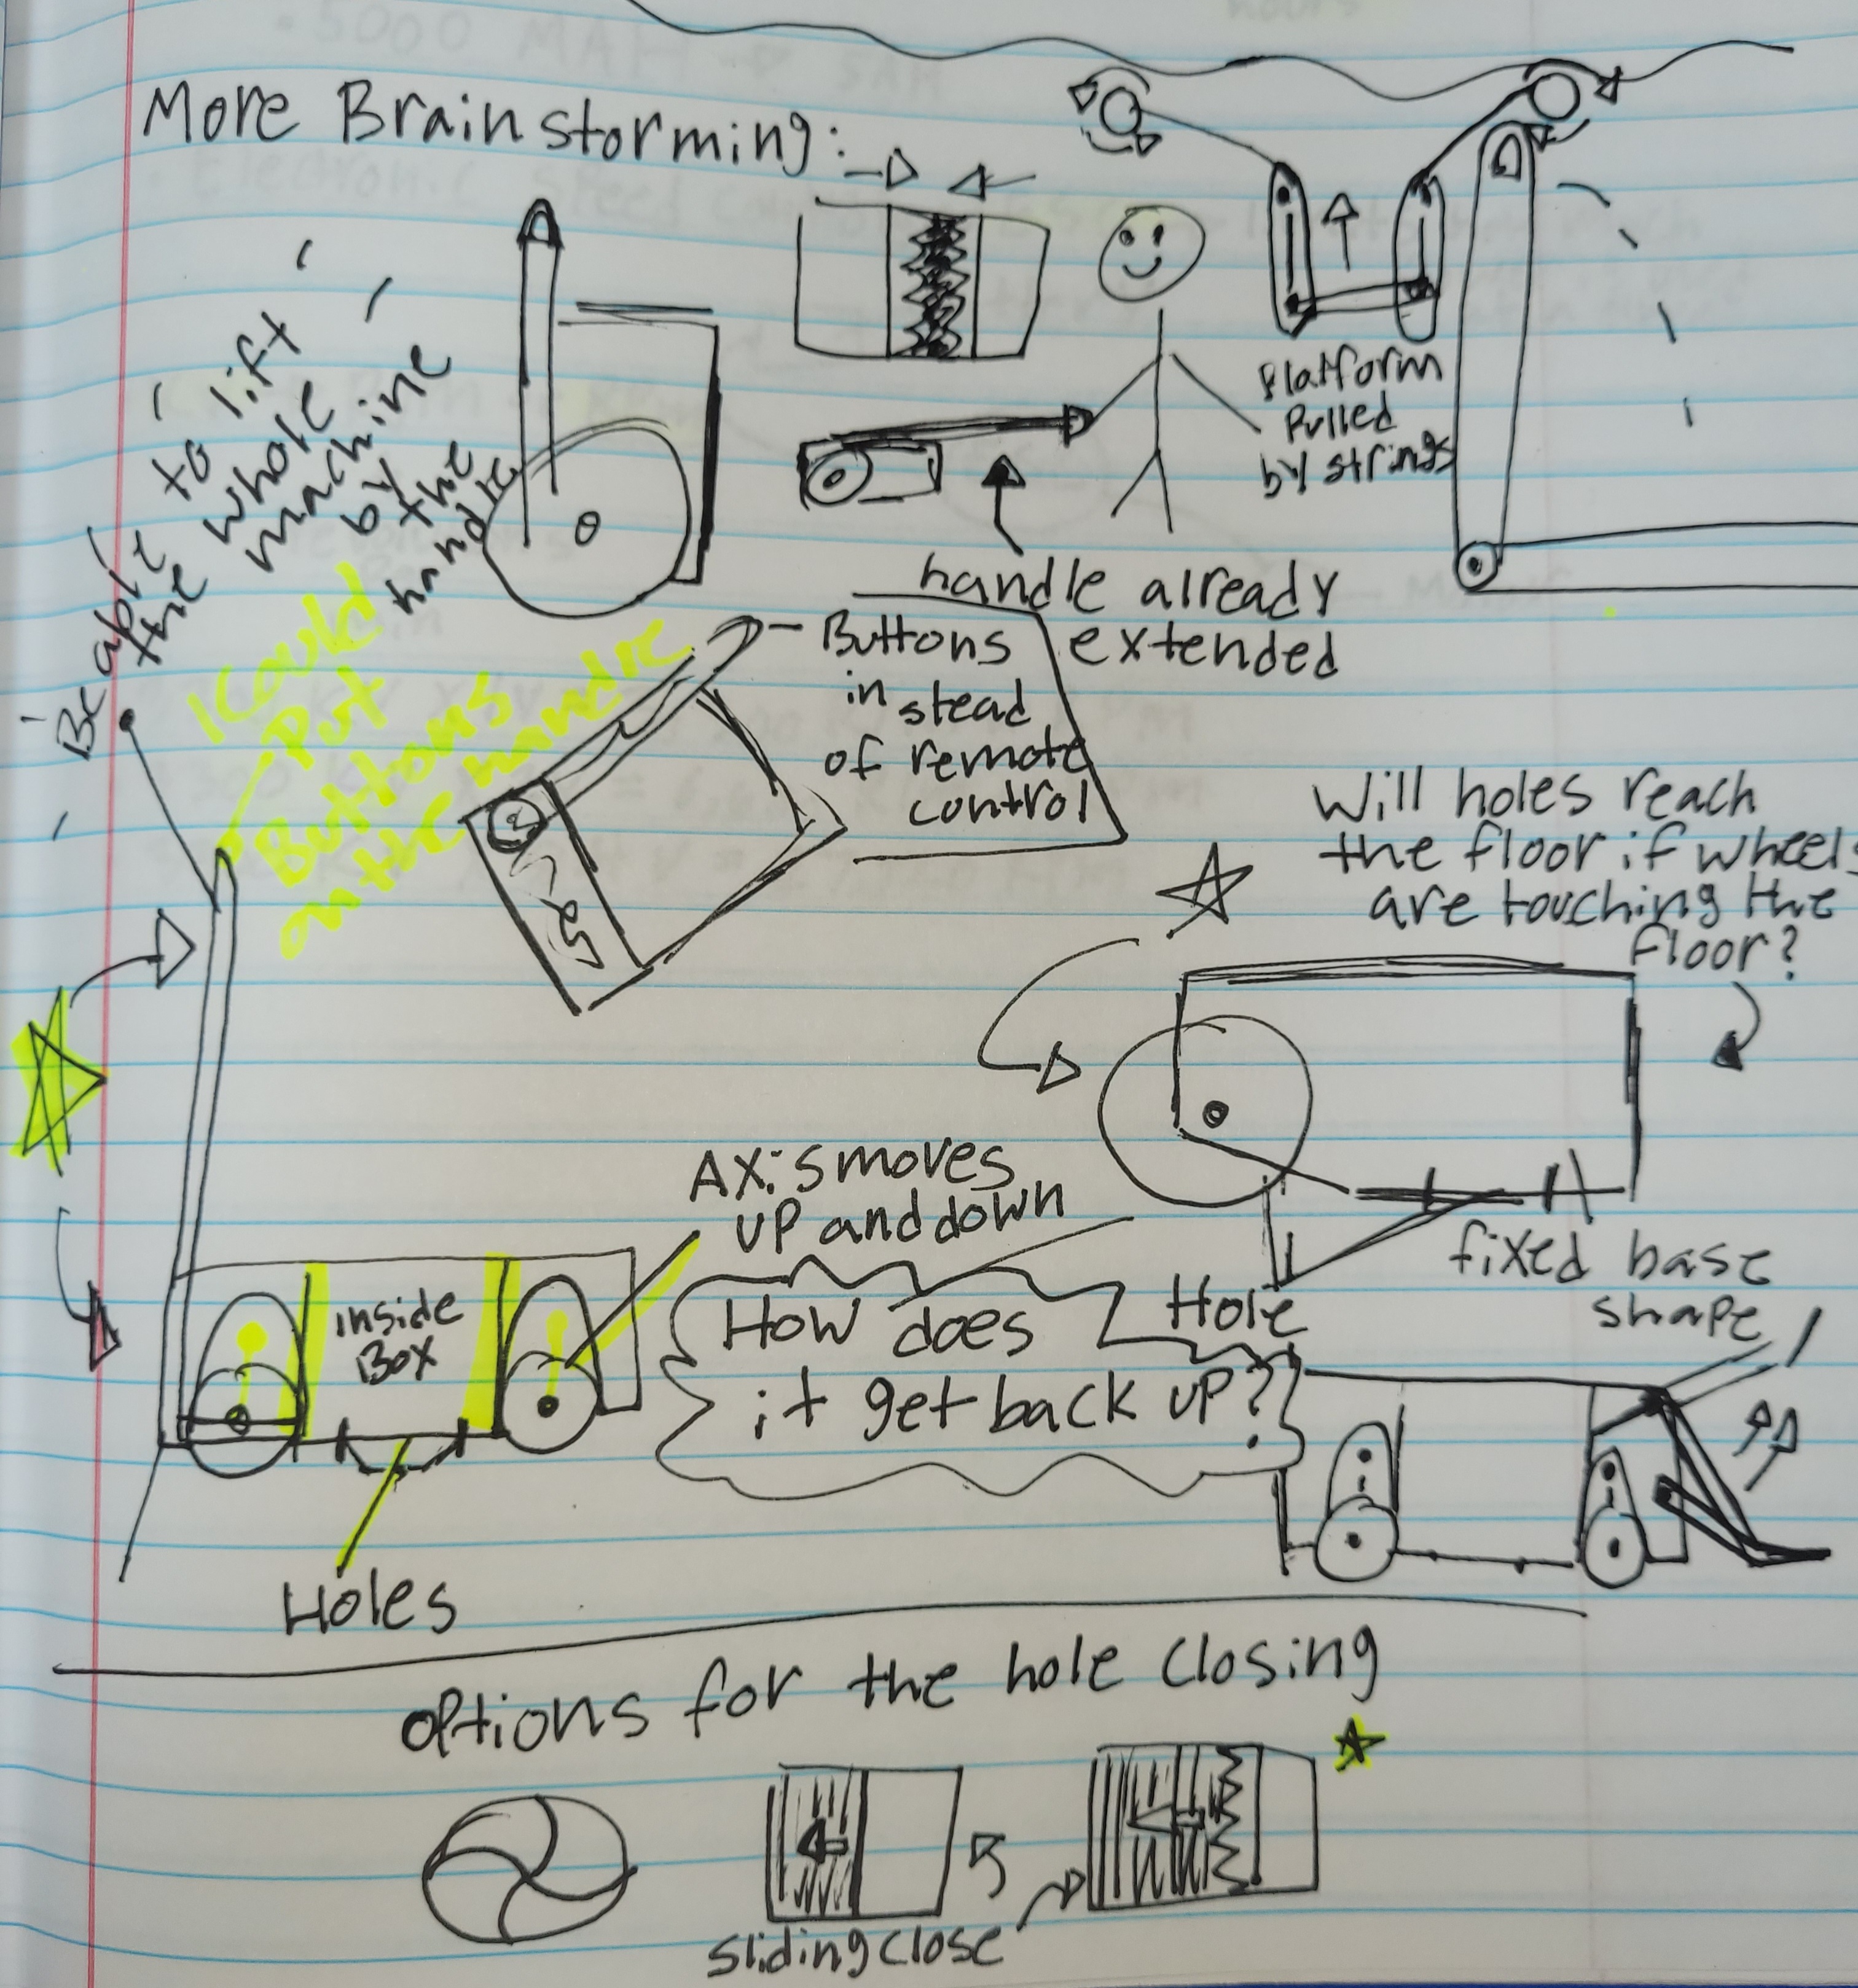 More Brainstorming:
Be able
to lift
the
whole
machine
by
the
handle
Platform
Pulled
by strings
handle already
extended
Buttons
in stead
of remote
control
Could
Put
Buttons
on the handle
Will holes reach
the floor if wheels
are touching the
floor?
Axis moves
up and down
fixed base
shape
Hole
Inside
Box
How does
it get back up?
Holes
options for the hole closing
sliding close